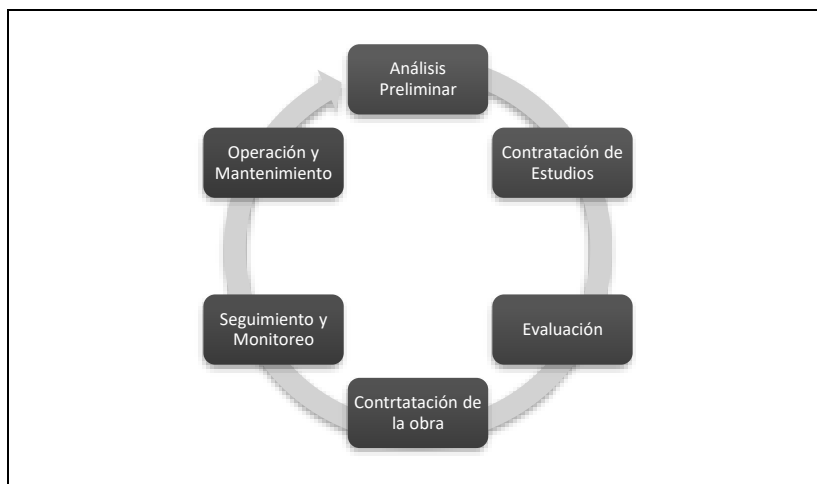 Análisis
Preliminar
Contratación de
Estudios
Evaluación
Contrtatación de
la obra
Seguimiento y
Monitoreo
Operación y
Mantenimiento